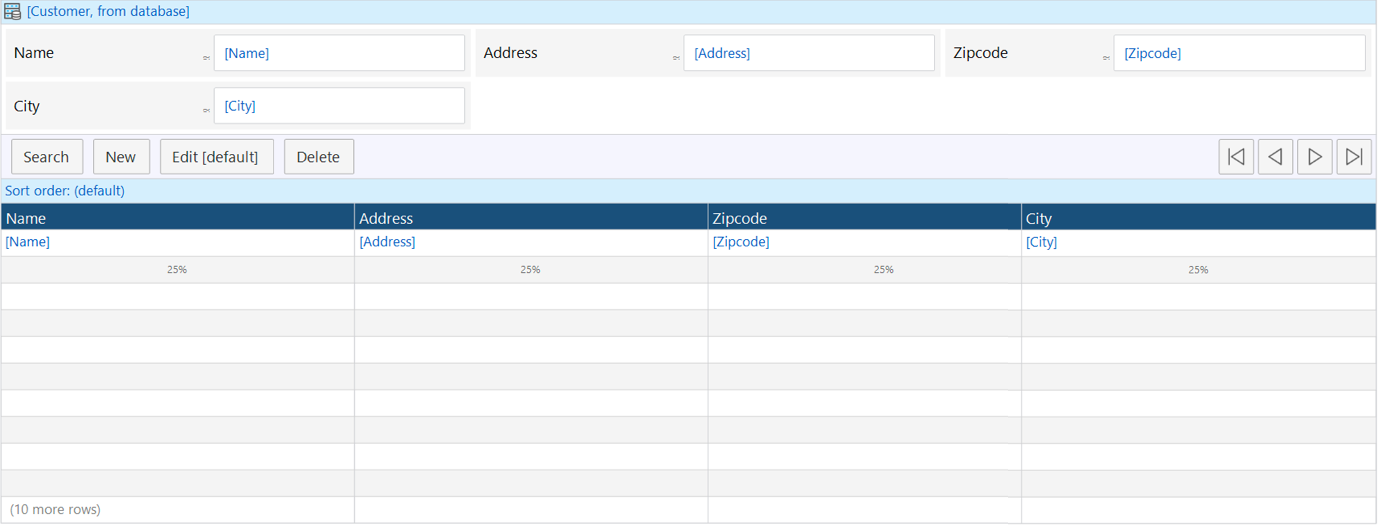 [Customer, from database]
Name [Name] Address [Address] Zipcode [Zipcode]
City [City]
Search New Edit [default] Delete
Sort order: (default)
Name Address Zipcode City
[Name] [Address] [Zipcode] [City]
25% 25% 25% 25%
(10 more rows)